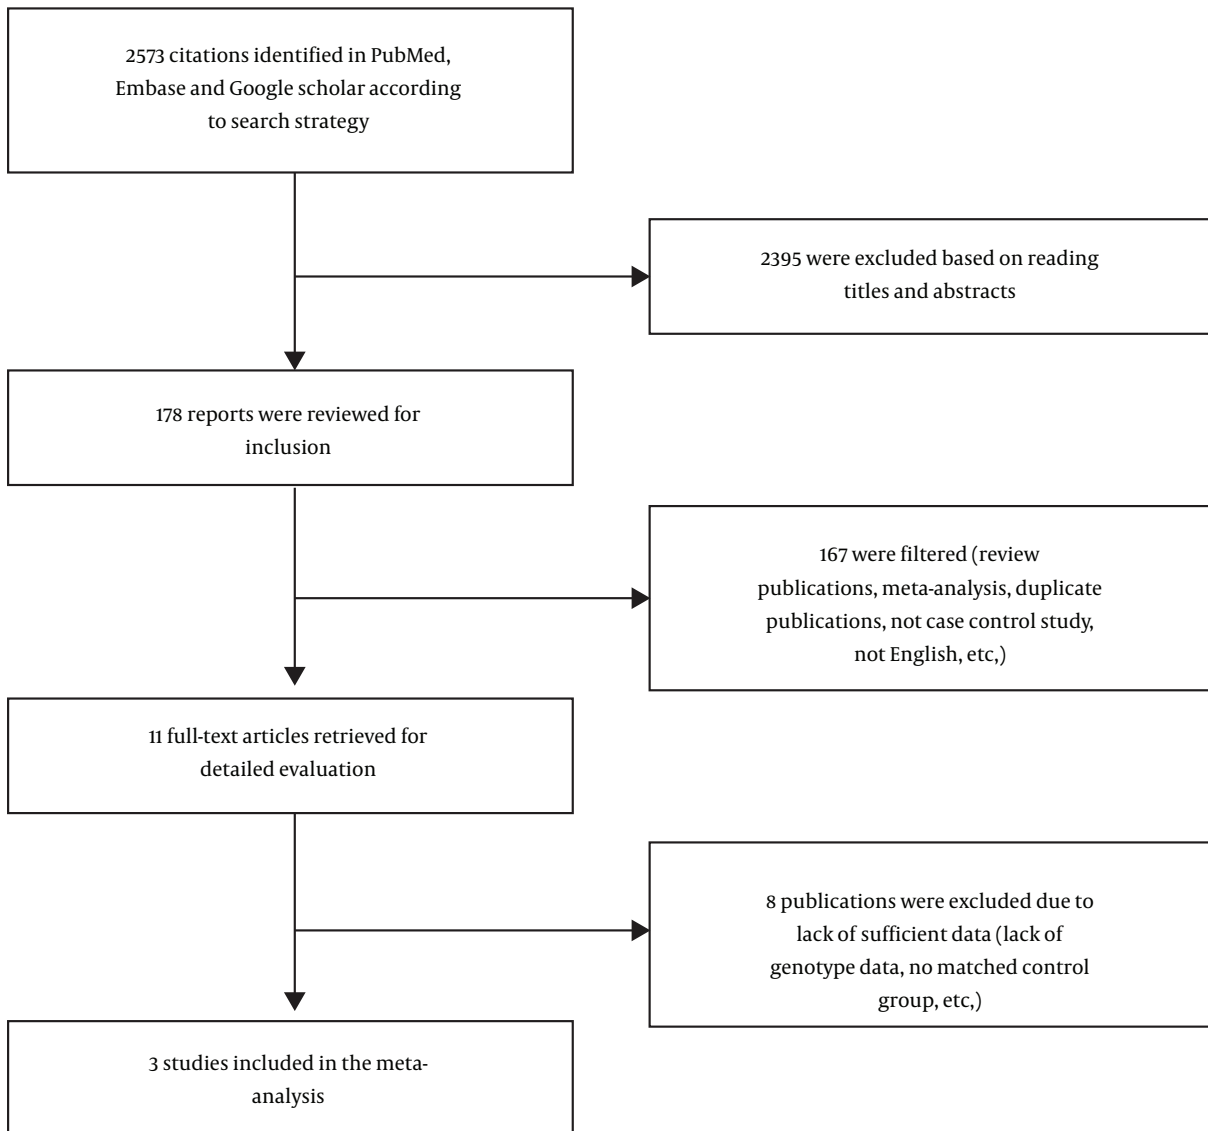 2573 citations identified in PubMed,
Embase and Google scholar according
to search strategy
2395 were excluded based on reading
titles and abstracts
178 reports were reviewed for
inclusion
167 were filtered (review
publications, meta-analysis, duplicate
publications, not case control study,
not English, etc,)
11 full-text articles retrieved for
detailed evaluation
8 publications were excluded due to
lack of sufficient data (lack of
genotype data, no matched control
group, etc,)
3 studies included in the meta-
analysis